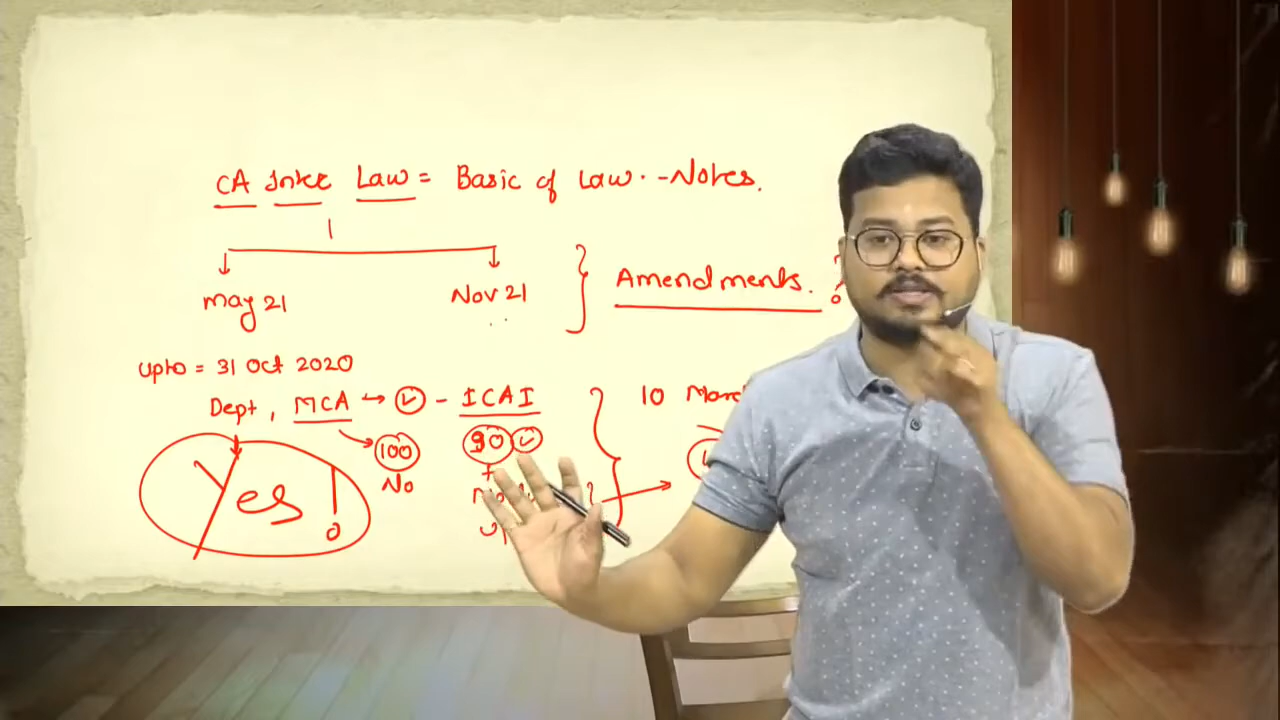 CA Inter Law = Basic of Law - Notes.
May 21
Nov 21
Amendments. ?
upto = 31 Oct 2020
Dept, MCA → ✓ - ICAI
10
100
90 ✓
No
+
Yes!